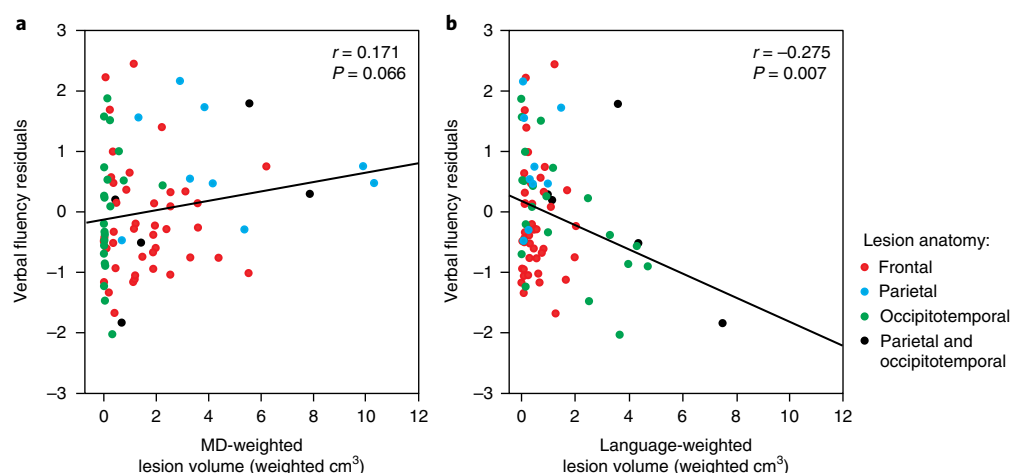 a
r = 0.171
P = 0.066
Verbal fluency residuals
3
2
1
0
–1
–2
–3
0 2 4 6 8 10 12
MD-weighted
lesion volume (weighted cm³)
b
r = –0.275
P = 0.007
Verbal fluency residuals
3
2
1
0
–1
–2
–3
0 2 4 6 8 10 12
Language-weighted
lesion volume (weighted cm³)
Lesion anatomy:
Frontal
Parietal
Occipitotemporal
Parietal and
occipitotemporal